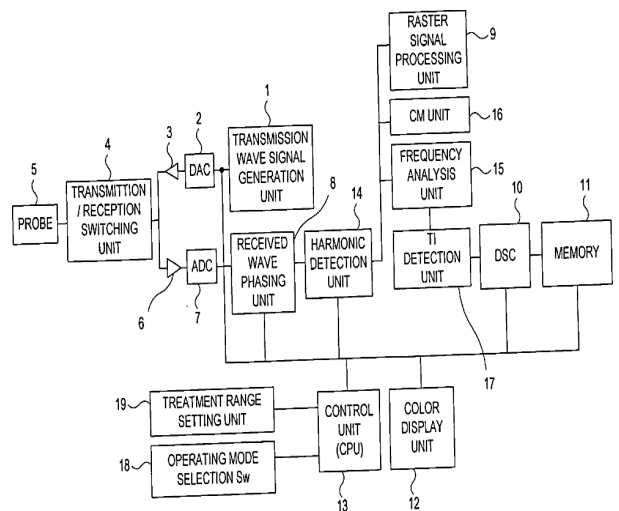 RASTER
SIGNAL
PROCESSING
UNIT
9
1
2
3
4
5
TRANSMISSION
WAVE SIGNAL
GENERATION
UNIT
DAC
CM UNIT
16
FREQUENCY
ANALYSIS
UNIT
15
PROBE
TRANSMITTION
/ RECEPTION
SWITCHING
UNIT
8
14
10
11
ADC
RECEIVED
WAVE
PHASING
UNIT
HARMONIC
DETECTION
UNIT
TI
DETECTION
UNIT
DSC
MEMORY
6
7
17
19
TREATMENT RANGE
SETTING UNIT
18
OPERATING MODE
SELECTION Sw
CONTROL
UNIT
(CPU)
13
COLOR
DISPLAY
UNIT
12